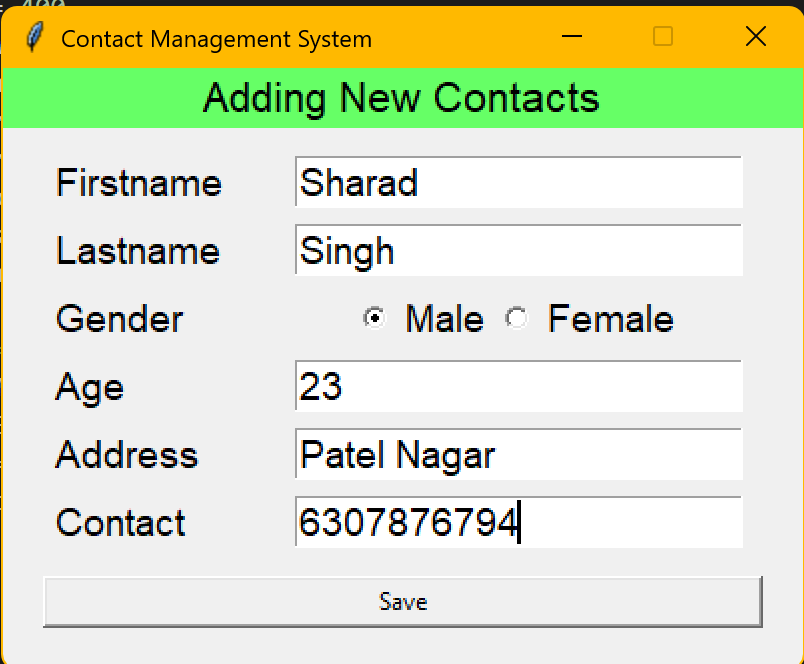 Contact Management System
Adding New Contacts
Firstname Sharad
Lastname Singh
Gender Male Female
Age 23
Address Patel Nagar
Contact 6307876794
Save